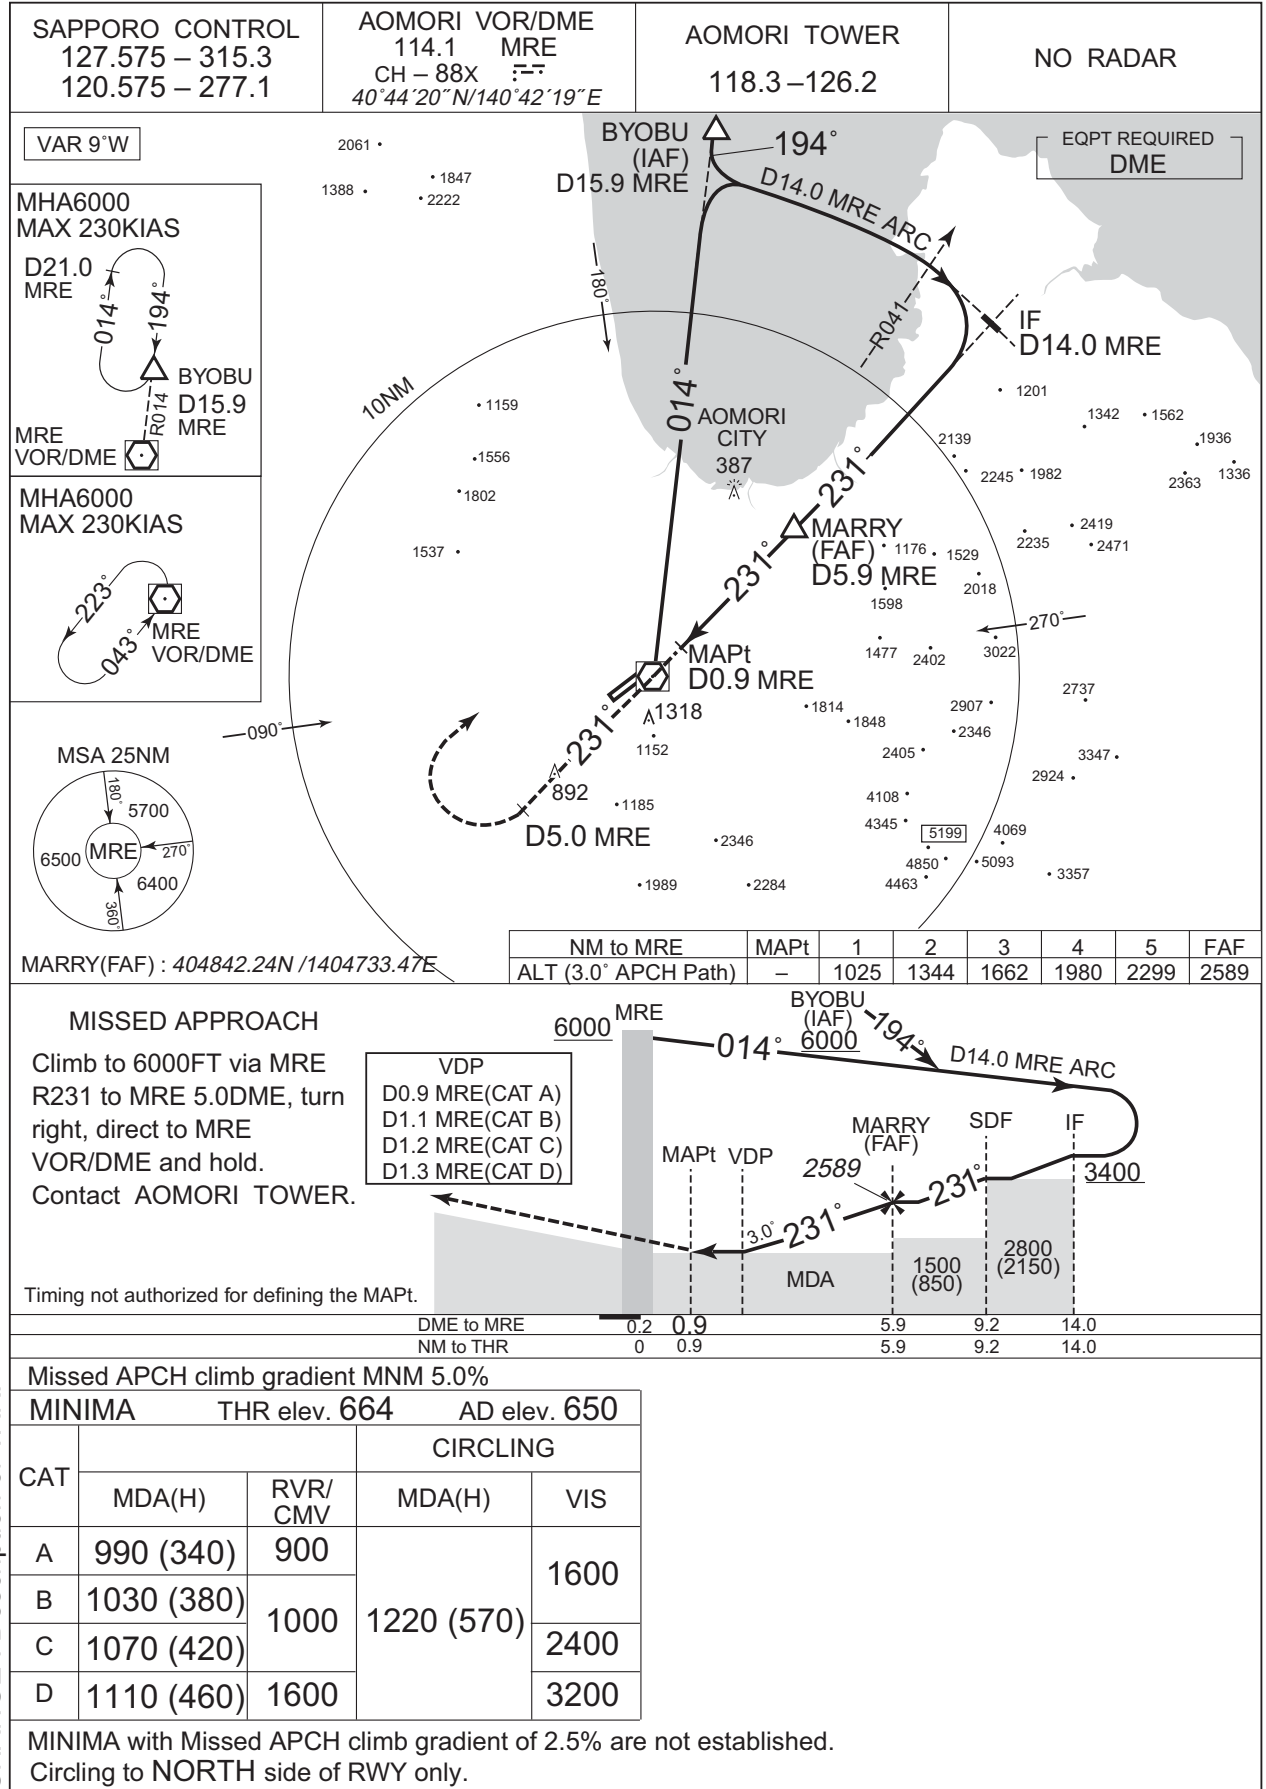 SAPPORO CONTROL
127.575 – 315.3
120.575 – 277.1
AOMORI VOR/DME
114.1 MRE
CH – 88X
40°44´20˝N/140°42´19˝E
AOMORI TOWER
118.3 –126.2
NO RADAR
VAR 9°W
EQPT REQUIRED
DME
MHA6000
MAX 230KIAS
D21.0
MRE
014°
194°
BYOBU
D15.9
MRE
R014
MRE
VOR/DME
MHA6000
MAX 230KIAS
223°
043°
MRE
VOR/DME
MSA 25NM
180°
5700
MRE
270°
6500
6400
360°
2061
1847
1388
2222
BYOBU
(IAF)
D15.9 MRE
194°
D14.0 MRE ARC
180°
R041
IF
D14.0 MRE
10NM
014°
1159
1556
1802
1537
AOMORI
CITY
387
231°
1201
1342
1562
1936
2139
2245
1982
2363
1336
MARRY
(FAF)
D5.9 MRE
1176
1529
2235
2419
2471
2018
1598
231°
270°
1477
2402
3022
MAPt
D0.9 MRE
1318
1152
1814
1848
2907
2346
2737
2405
3347
2924
090°
231°
892
1185
D5.0 MRE
4108
4345
5199
4069
4850
5093
4463
3357
2346
1989
2284
MARRY(FAF) : 404842.24N /1404733.47E
NM to MRE MAPt 1 2 3 4 5 FAF
ALT (3.0° APCH Path) – 1025 1344 1662 1980 2299 2589
MISSED APPROACH
Climb to 6000FT via MRE
R231 to MRE 5.0DME, turn
right, direct to MRE
VOR/DME and hold.
Contact AOMORI TOWER.
Timing not authorized for defining the MAPt.
VDP
D0.9 MRE(CAT A)
D1.1 MRE(CAT B)
D1.2 MRE(CAT C)
D1.3 MRE(CAT D)
MRE
6000
014°
BYOBU
(IAF)
6000
194°
D14.0 MRE ARC
MAPt
VDP
MARRY
(FAF)
2589
SDF
IF
3400
3.0°
231°
231°
MDA
1500
(850)
2800
(2150)
DME to MRE 0.2 0.9 5.9 9.2 14.0
NM to THR 0 0.9 5.9 9.2 14.0
Missed APCH climb gradient MNM 5.0%
MINIMA THR elev. 664 AD elev. 650
CAT
CIRCLING
MDA(H)
RVR/
CMV
MDA(H)
VIS
A 990 (340) 900
B 1030 (380)
C 1070 (420)
D 1110 (460) 1600
1000
1220 (570)
1600
2400
3200
MINIMA with Missed APCH climb gradient of 2.5% are not established.
Circling to NORTH side of RWY only.